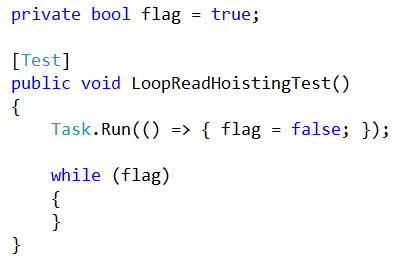 private bool flag = true;
[Test]
public void LoopReadHoistingTest()
{
    Task.Run(() => { flag = false; });
    while (flag)
    {
    }
}